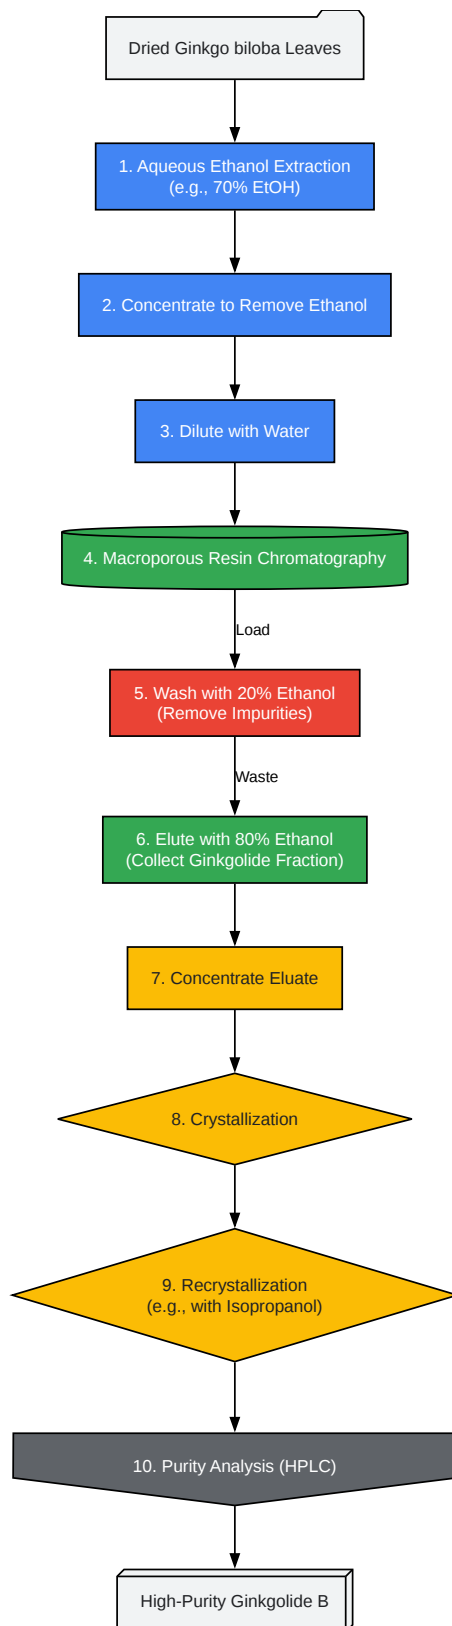 Dried Ginkgo biloba Leaves
1. Aqueous Ethanol Extraction
(e.g., 70% EtOH)
2. Concentrate to Remove Ethanol
3. Dilute with Water
4. Macroporous Resin Chromatography
Load
5. Wash with 20% Ethanol
(Remove Impurities)
Waste
6. Elute with 80% Ethanol
(Collect Ginkgolide Fraction)
7. Concentrate Eluate
8. Crystallization
9. Recrystallization
(e.g., with Isopropanol)
10. Purity Analysis (HPLC)
High-Purity Ginkgolide B